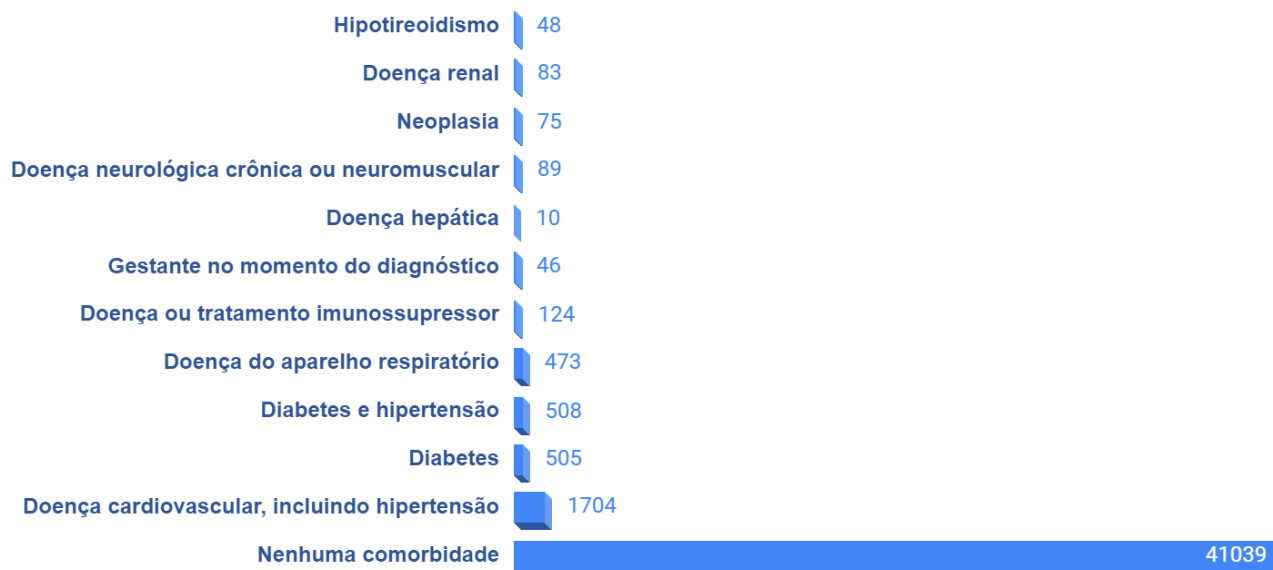 Hipotireoidismo 48
Doença renal 83
Neoplasia 75
Doença neurológica crônica ou neuromuscular 89
Doença hepática 10
Gestante no momento do diagnóstico 46
Doença ou tratamento imunossupressor 124
Doença do aparelho respiratório 473
Diabetes e hipertensão 508
Diabetes 505
Doença cardiovascular, incluindo hipertensão 1704
Nenhuma comorbidade 41039